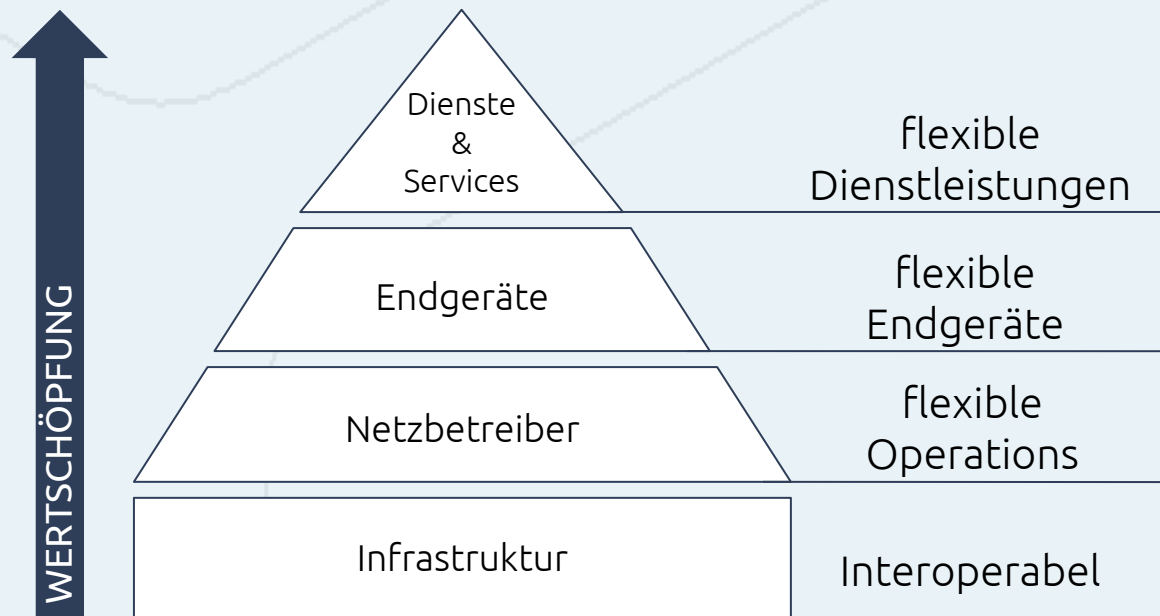 WERTSCHÖPFUNG
Dienste
&
Services
flexible
Dienstleistungen
Endgeräte
flexible
Endgeräte
Netzbetreiber
flexible
Operations
Infrastruktur
Interoperabel